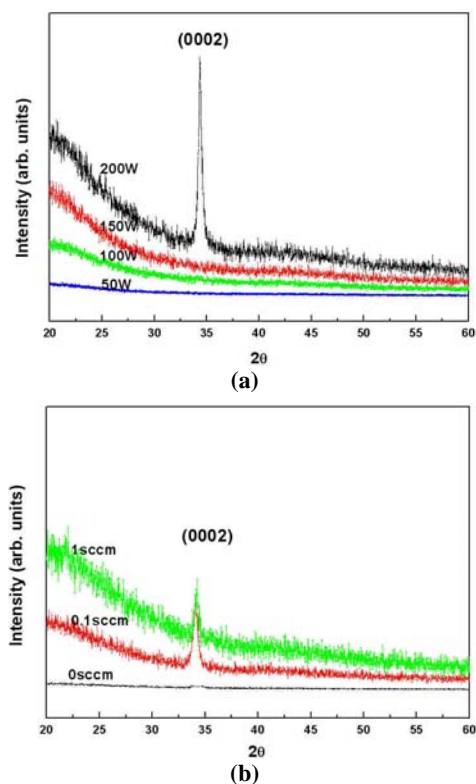 (0002)
Intensity (arb. units)
200W
150W
100W
50W
20 25 30 35 40 45 50 55 60
2θ
(a)
(0002)
Intensity (arb. units)
1sccm
0.1sccm
0sccm
20 25 30 35 40 45 50 55 60
2θ
(b)